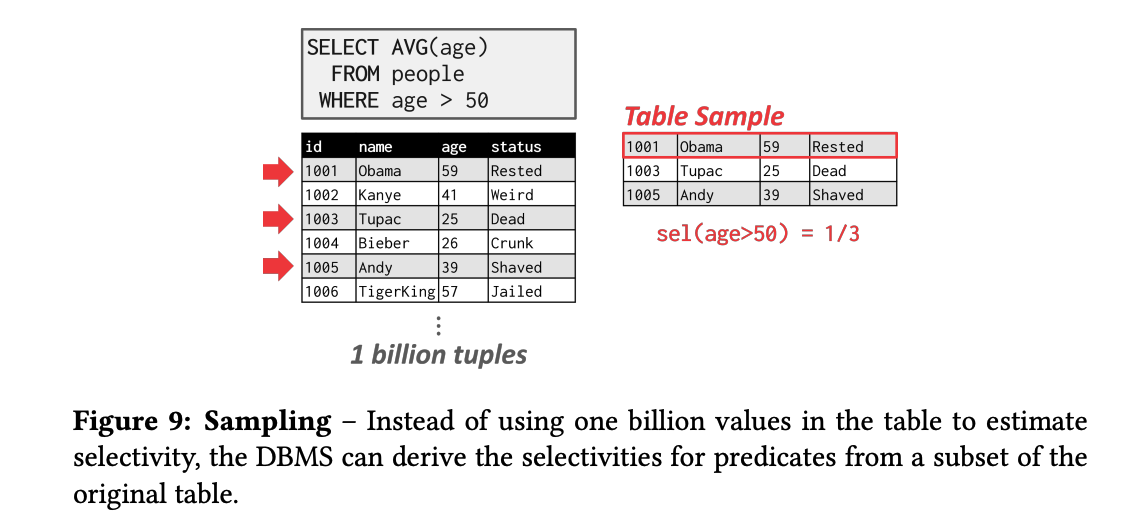 SELECT AVG(age)
FROM people
WHERE age > 50
id name age status
1001 Obama 59 Rested
1002 Kanye 41 Weird
1003 Tupac 25 Dead
1004 Bieber 26 Crunk
1005 Andy 39 Shaved
1006 TigerKing 57 Jailed
⋮
1 billion tuples
Table Sample
1001 Obama 59 Rested
1003 Tupac 25 Dead
1005 Andy 39 Shaved
sel(age>50) = 1/3
Figure 9: Sampling – Instead of using one billion values in the table to estimate
selectivity, the DBMS can derive the selectivities for predicates from a subset of the
original table.